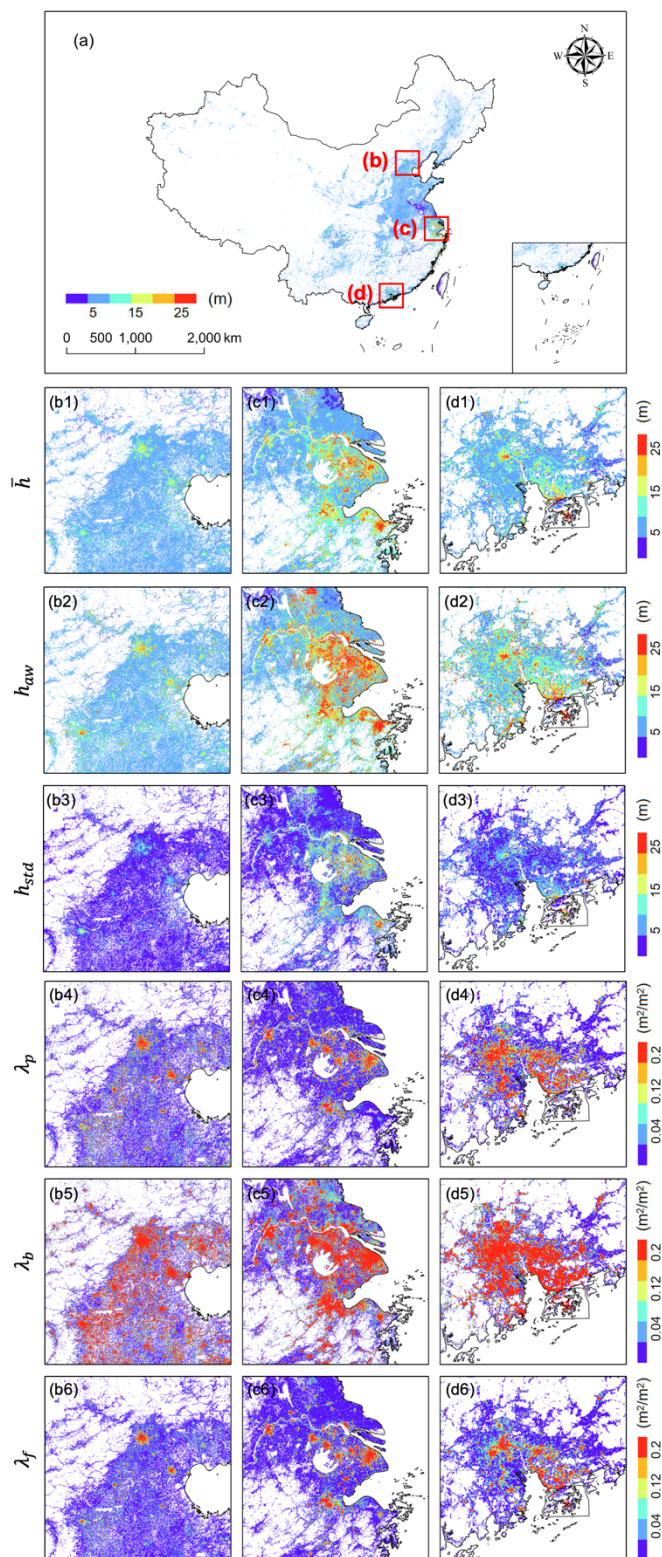 (a)
N
W E
S
(b)
(c)
(d)
(m)
5 15 25
0 500 1,000 2,000 km
(b1) (c1) (d1)
h̄
(m)
25
15
5
(b2) (c2) (d2)
h_aw
(m)
25
15
5
(b3) (c3) (d3)
h_std
(m)
25
15
5
(b4) (c4) (d4)
λ_p
(m²/m²)
0.2
0.12
0.04
(b5) (c5) (d5)
λ_b
(m²/m²)
0.2
0.12
0.04
(b6) (c6) (d6)
λ_f
(m²/m²)
0.2
0.12
0.04